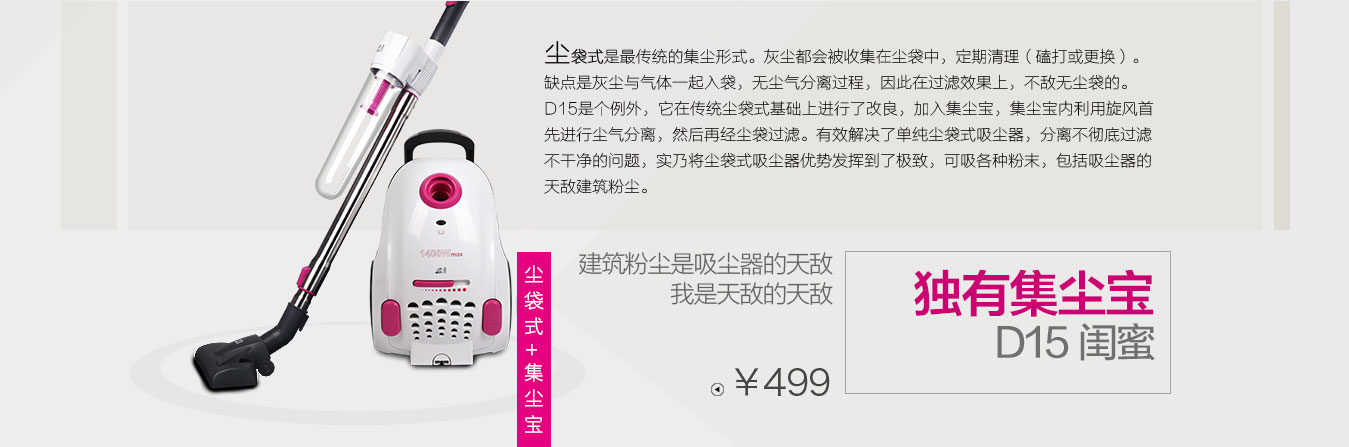 尘袋式是最传统的集尘形式。灰尘都会被收集在尘袋中，定期清理（磕打或更换）。
缺点是灰尘与气体一起入袋，无尘气分离过程，因此在过滤效果上，不敌无尘袋的。
D15是个例外，它在传统尘袋式基础上进行了改良，加入集尘宝，集尘宝内利用旋风首
先进行尘气分离，然后再经尘袋过滤。有效解决了单纯尘袋式吸尘器，分离不彻底过滤
不干净的问题，实乃将尘袋式吸尘器优势发挥到了极致，可吸各种粉末，包括吸尘器的
天敌建筑粉尘。
1400Wmax
尘袋式+集尘宝
建筑粉尘是吸尘器的天敌
我是天敌的天敌
¥499
独有集尘宝
D15 闺蜜